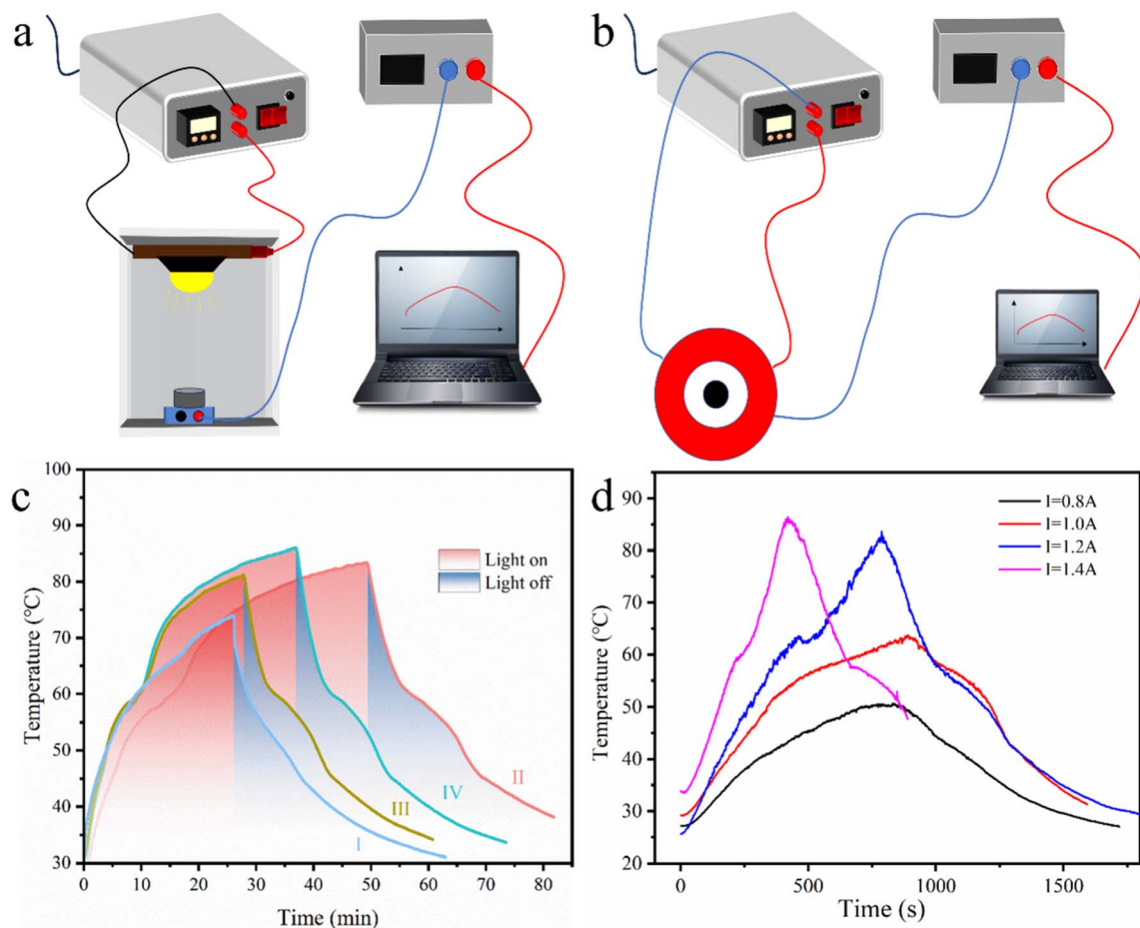 a
b
c
100
90
80
70
60
50
40
30
Temperature (℃)
Light on
Light off
I
III
IV
II
0
10
20
30
40
50
60
70
80
Time (min)
d
90
80
70
60
50
40
30
20
Temperature (℃)
I=0.8A
I=1.0A
I=1.2A
I=1.4A
0
500
1000
1500
Time (s)